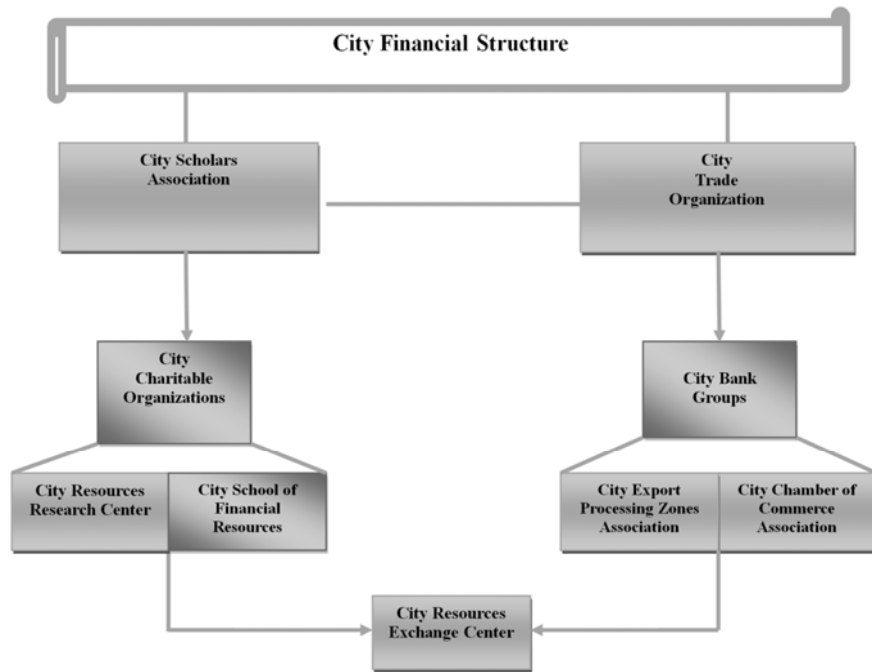 City Financial Structure
City Scholars
Association
City
Trade
Organization
City
Charitable
Organizations
City Bank
Groups
City Resources
Research Center
City School of
Financial
Resources
City Export
Processing Zones
Association
City Chamber of
Commerce
Association
City Resources
Exchange Center